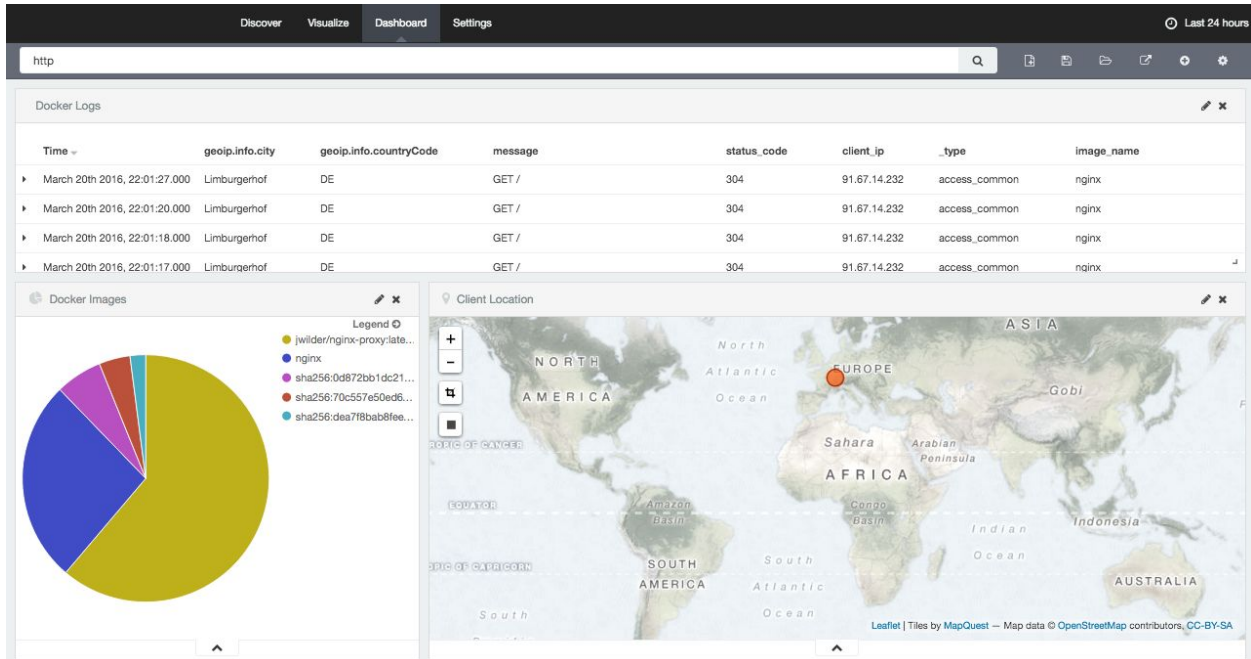 Discover Visualize Dashboard Settings Last 24 hours
http
Docker Logs
Time geoip.info.city geoip.info.countryCode message status_code client_ip _type image_name
March 20th 2016, 22:01:27.000 Limburgerhof DE GET / 304 91.67.14.232 access_common nginx
March 20th 2016, 22:01:20.000 Limburgerhof DE GET / 304 91.67.14.232 access_common nginx
March 20th 2016, 22:01:18.000 Limburgerhof DE GET / 304 91.67.14.232 access_common nginx
March 20th 2016, 22:01:17.000 Limburgerhof DE GET / 304 91.67.14.232 access_common nginx
Docker Images
Legend
jwilder/nginx-proxy:late...
nginx
sha256:0d872bb1dc21...
sha256:70c557e50ed6...
sha256:dea7f8bab8fee...
Client Location
+
−
ASIA
North
Atlantic
Ocean
NORTH
AMERICA
EUROPE
Gobi
OF CANCER
Sahara
Arabian
Peninsula
AFRICA
EQUATOR
Amazon
Basin
Congo
Basin
Indian
Ocean
Indonesia
OF CAPRICORN
SOUTH
AMERICA
South
Atlantic
Ocean
AUSTRALIA
South
Leaflet | Tiles by MapQuest — Map data © OpenStreetMap contributors, CC-BY-SA